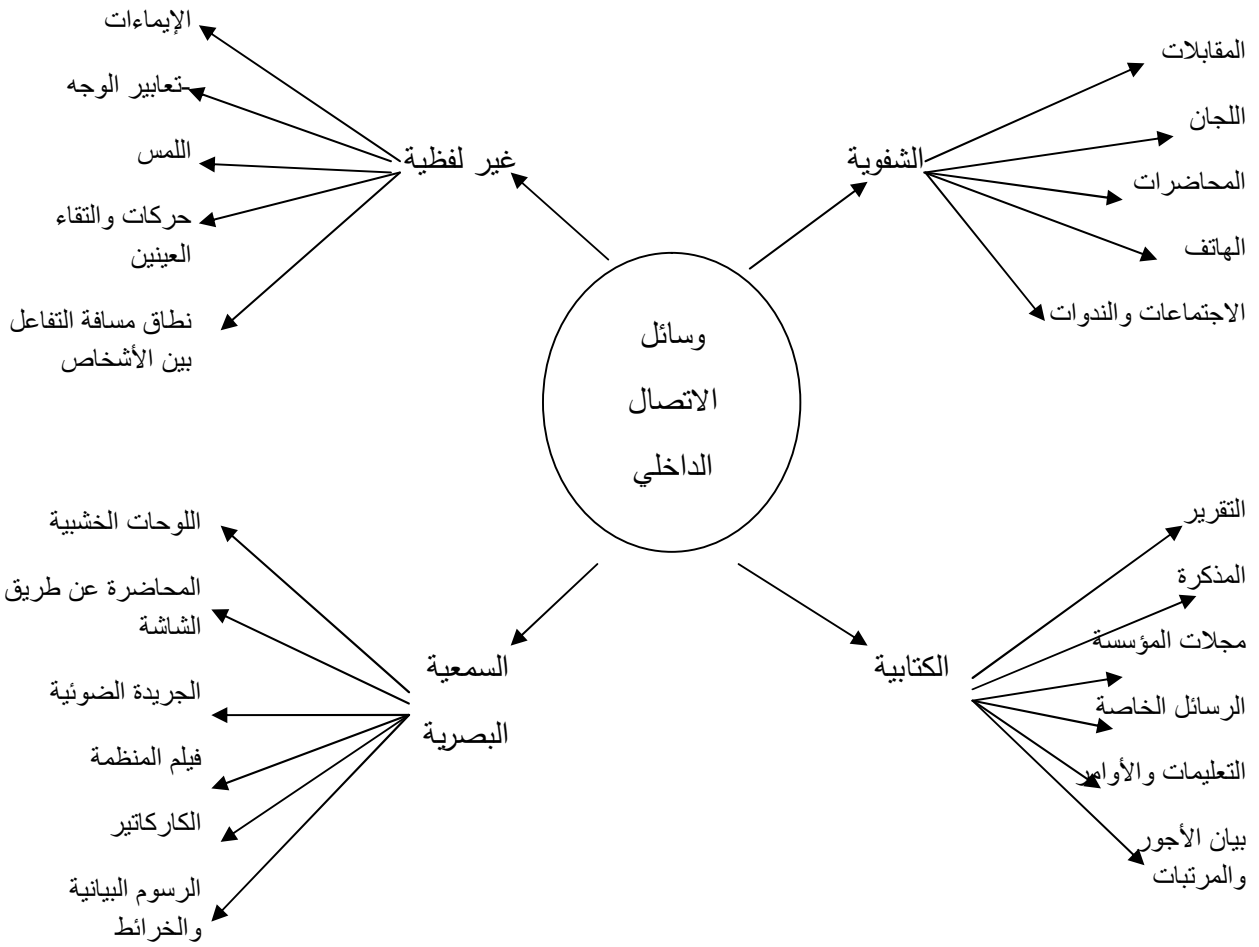 وسائل
الاتصال
الداخلي
الشفوية
المقابلات
اللجان
المحاضرات
الهاتف
الاجتماعات والندوات
غير لفظية
الإيماءات
-تعابير الوجه
اللمس
حركات والتقاء
العينين
نطاق مسافة التفاعل
بين الأشخاص
الكتابية
التقرير
المذكرة
مجلات المؤسسة
الرسائل الخاصة
التعليمات والأوامر
بيان الأجور
والمرتبات
السمعية
البصرية
اللوحات الخشبية
المحاضرة عن طريق
الشاشة
الجريدة الضوئية
فيلم المنظمة
الكاركاتير
الرسوم البيانية
والخرائط